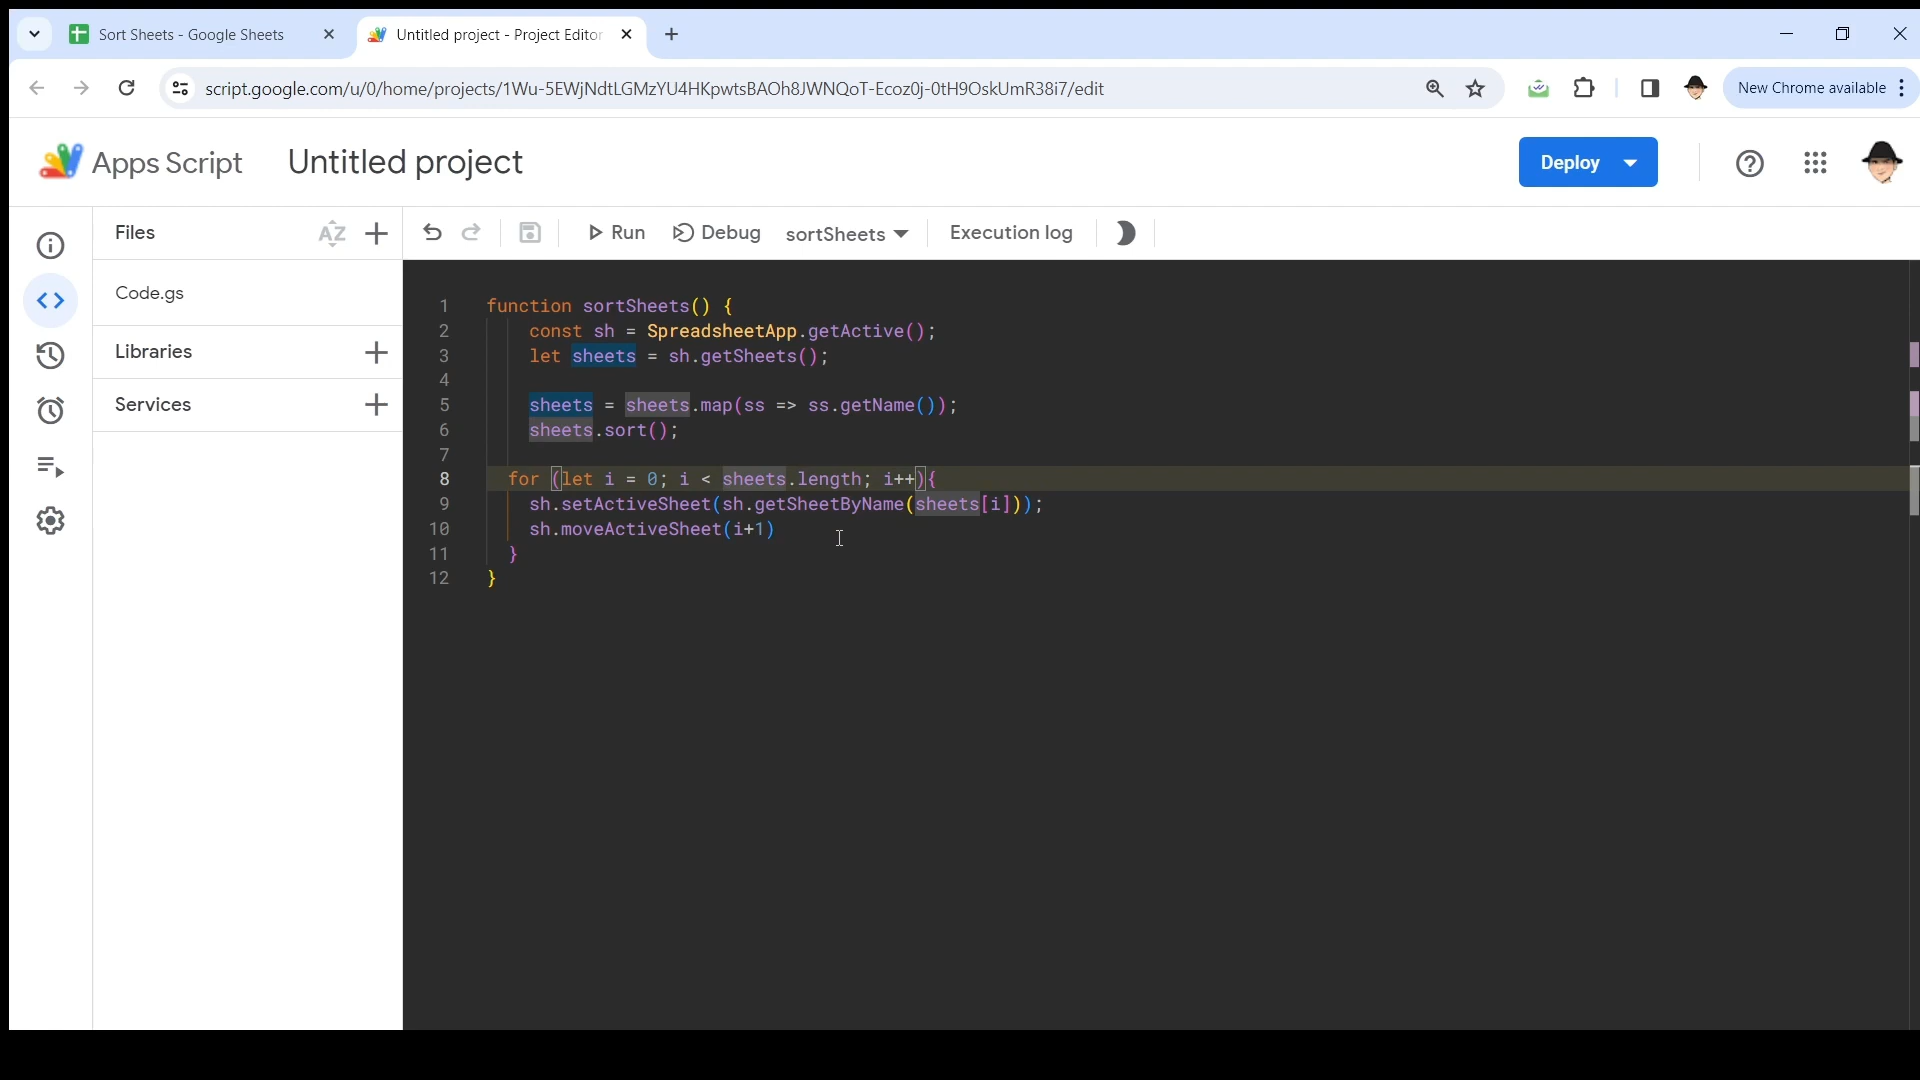 Sort Sheets - Google Sheets
Untitled project - Project Editor
script.google.com/u/0/home/projects/1Wu-5EWjNdtLGMzYU4HKpwtsBAOh8JWNQoT-Ecoz0j-0tH9OskUmR38i7/edit
New Chrome available
Apps Script
Untitled project
Deploy
Files
AZ
Run
Debug
sortSheets
Execution log
Code.gs
Libraries
Services
1 function sortSheets() {
2 const sh = SpreadsheetApp.getActive();
3 let sheets = sh.getSheets();
4
5 sheets = sheets.map(ss => ss.getName());
6 sheets.sort();
7
8 for (let i = 0; i < sheets.length; i++){
9 sh.setActiveSheet(sh.getSheetByName(sheets[i]));
10 sh.moveActiveSheet(i+1)
11 }
12 }